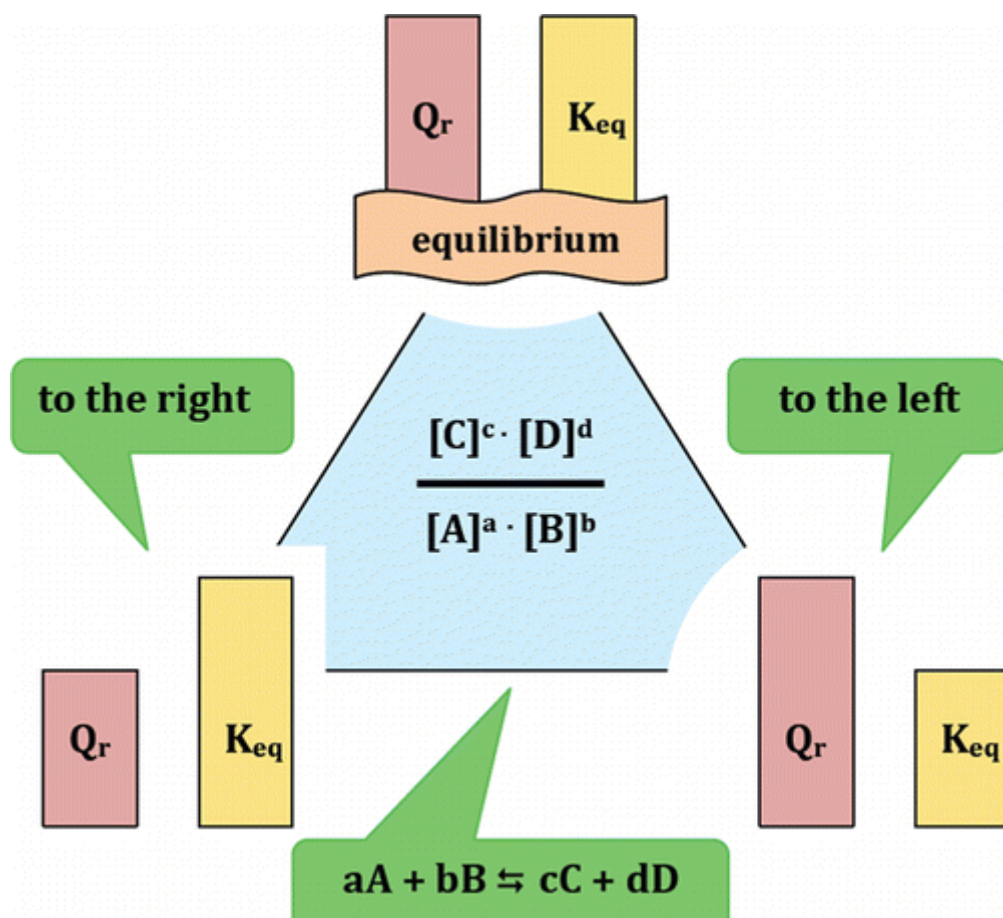 Qr
Keq
equilibrium
to the right
to the left
[C]ᶜ · [D]ᵈ
[A]ᵃ · [B]ᵇ
Qr
Keq
Qr
Keq
aA + bB ⇆ cC + dD